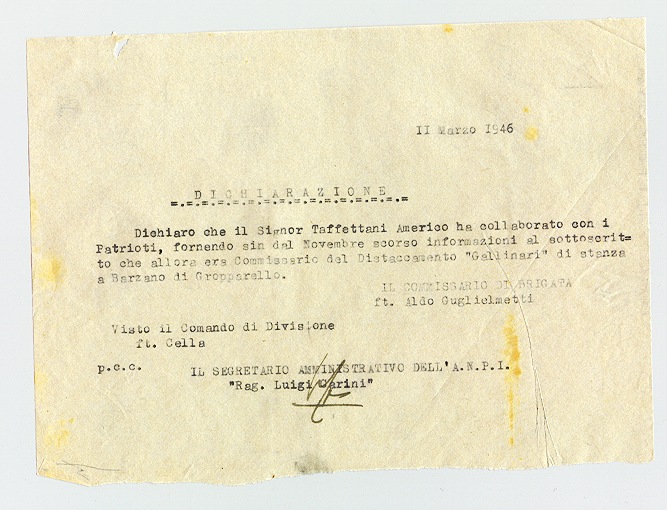 II Marzo I946
D I C H I A R A Z I O N E
=.=.=.=.=.=.=.=.=.=.=.=.=.=.=.=.=
Dichiaro che il Signor Taffettani Americo ha collaborato con i
Patrioti, fornendo sin dal Novembre scorso informazioni al sottoscrit=
to che allora era Commissario del Distaccamento "Gallinari" di stanza
a Barzano di Gropparello.
IL COMMISSARIO DI BRIGATA
ft. Aldo Guglielmetti
Visto il Comando di Divisione
ft. Cella
p.c.c. IL SEGRETARIO AMMINISTRATIVO DELL'A.N.P.I.
"Rag. Luigi Carini"